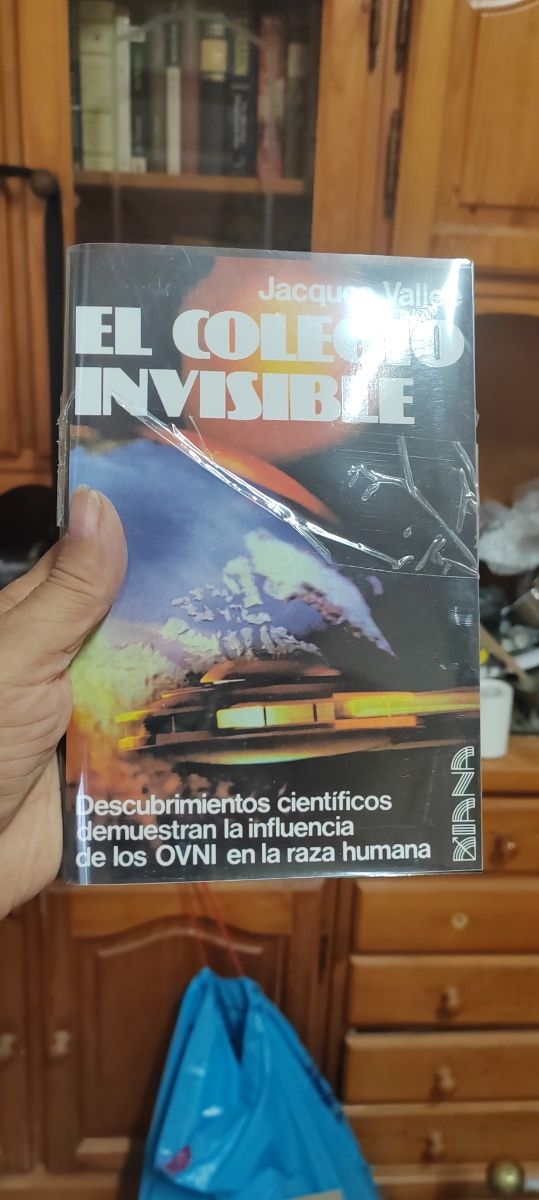 Jacques Vallee
EL COLEGIO
INVISIBLE
Descubrimientos científicos
demuestran la influencia
de los OVNI en la raza humana
DIANA